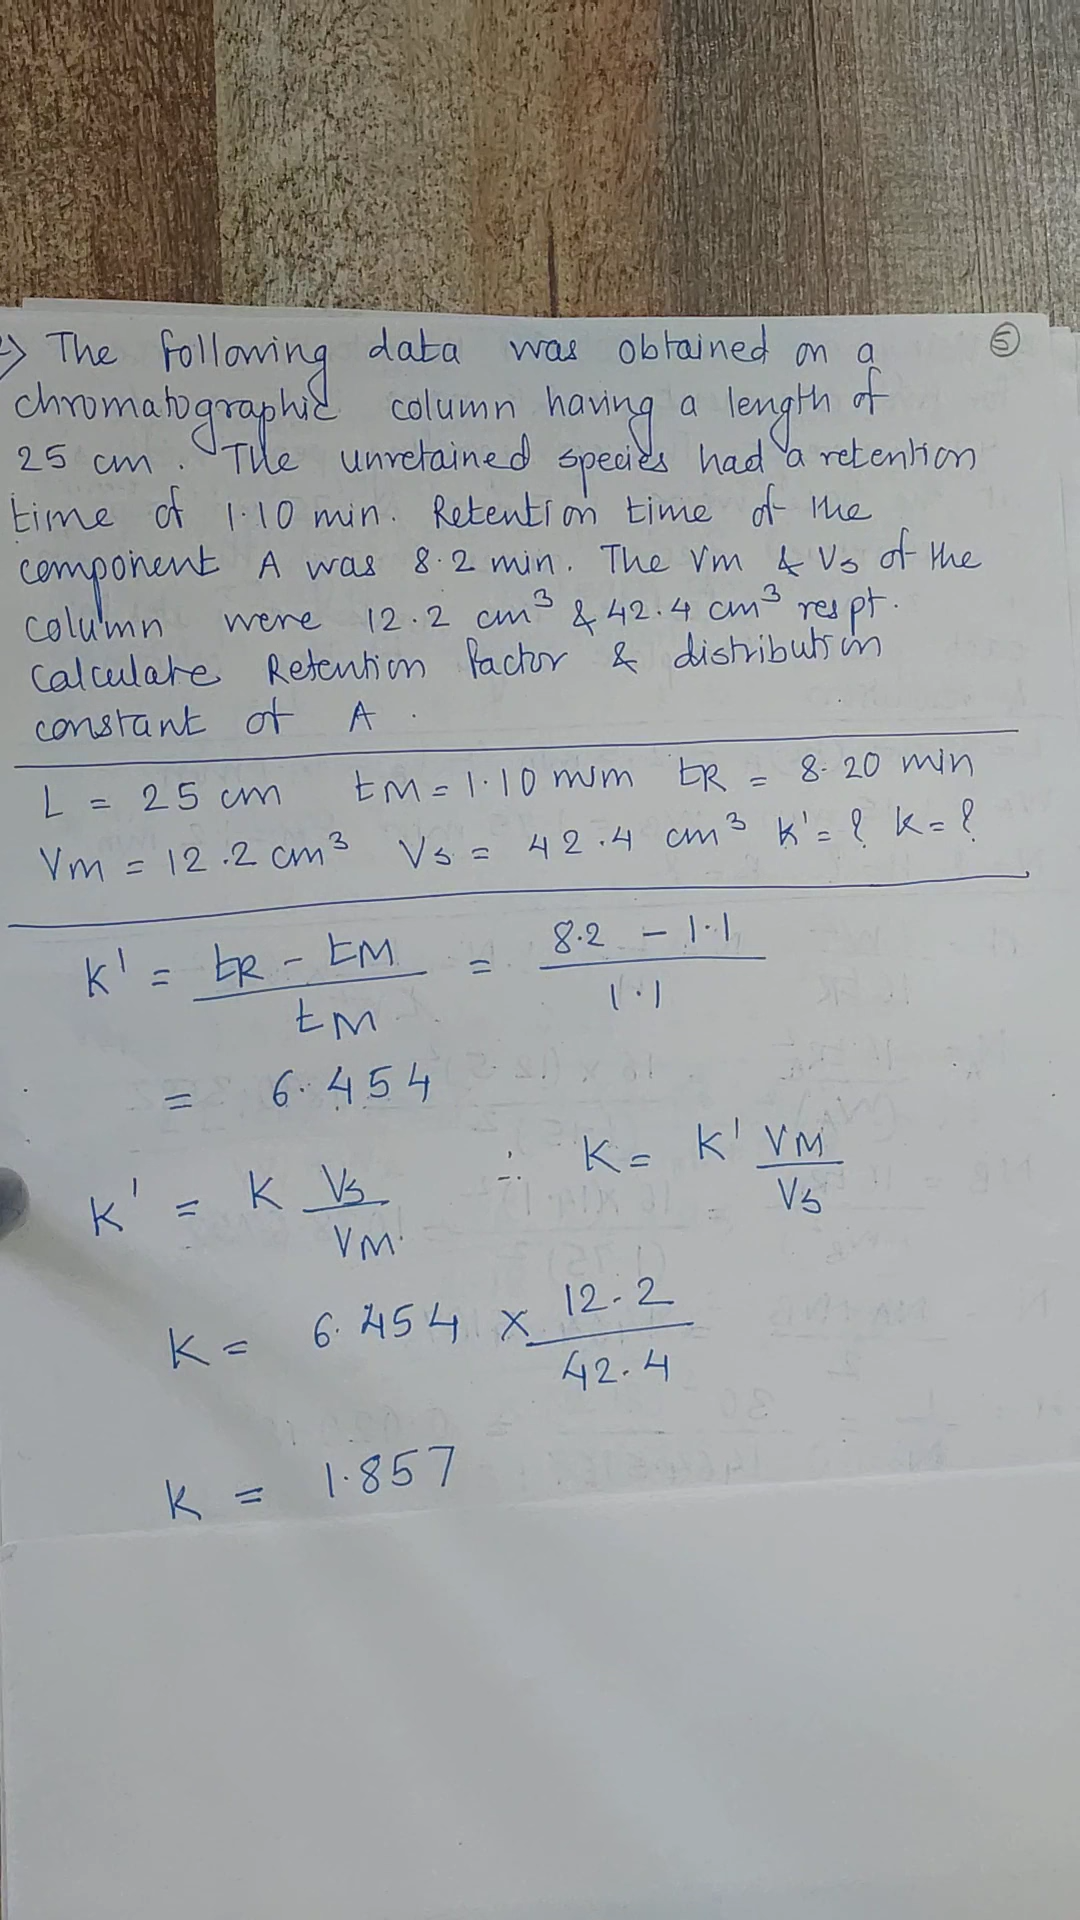 2) The following data was obtained on a ⑤
chromatographic column having a length of
25 cm. The unretained species had a retention
time of 1.10 min. Retention time of the
component A was 8.2 min. The Vm & Vs of the
column were 12.2 cm³ & 42.4 cm³ respt.
Calculate Retention factor & distribution
constant of A.
L = 25 cm tM = 1.10 min tR = 8.20 min
Vm = 12.2 cm³ Vs = 42.4 cm³ K' = ? K = ?
K' = tR - tM / tM = 8.2 - 1.1 / 1.1
= 6.454
K' = K Vs / VM ∴ K = K' VM / Vs
K = 6.454 × 12.2 / 42.4
K = 1.857